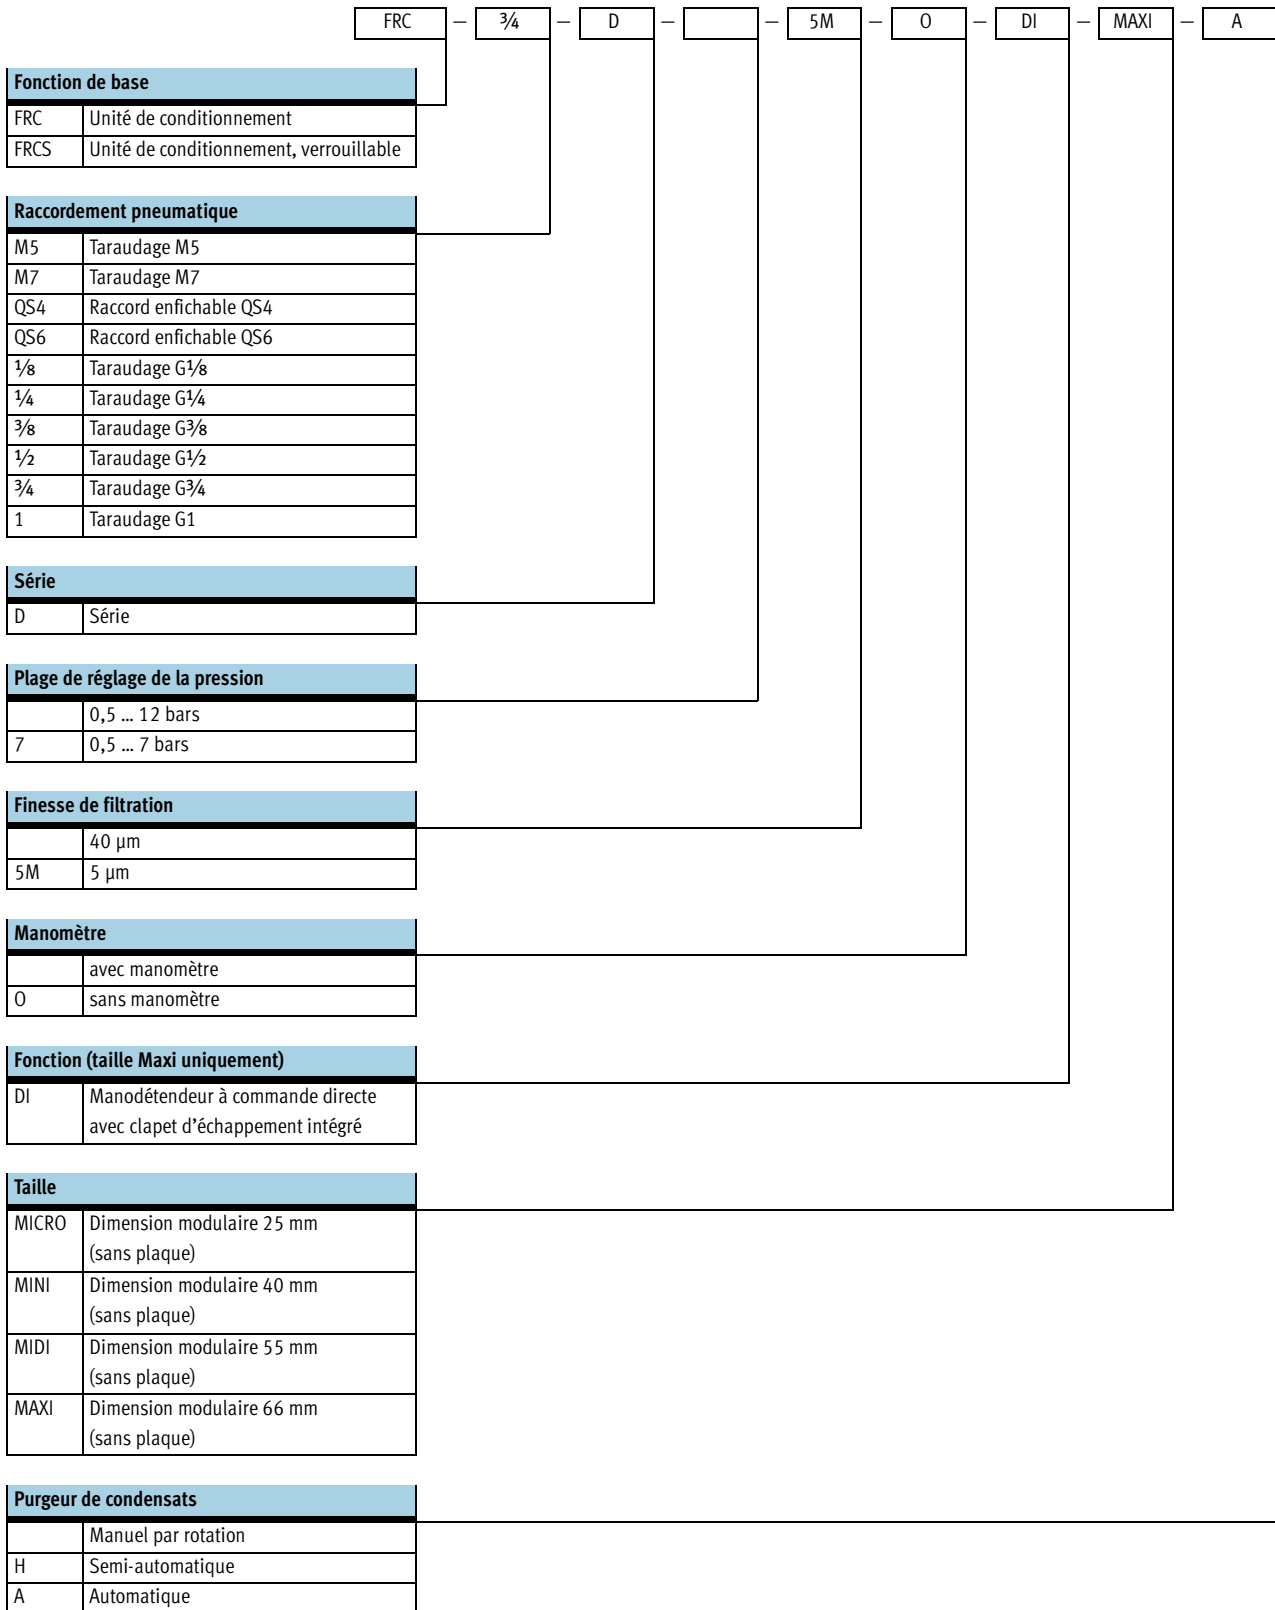 FRC — ¾ — D — — 5M — O — DI — MAXI — A
Fonction de base
FRC Unité de conditionnement
FRCS Unité de conditionnement, verrouillable
Raccordement pneumatique
M5 Taraudage M5
M7 Taraudage M7
QS4 Raccord enfichable QS4
QS6 Raccord enfichable QS6
⅛ Taraudage G⅛
¼ Taraudage G¼
⅜ Taraudage G⅜
½ Taraudage G½
¾ Taraudage G¾
1 Taraudage G1
Série
D Série
Plage de réglage de la pression
0,5 … 12 bars
7 0,5 … 7 bars
Finesse de filtration
40 µm
5M 5 µm
Manomètre
avec manomètre
O sans manomètre
Fonction (taille Maxi uniquement)
DI Manodétendeur à commande directe
avec clapet d’échappement intégré
Taille
MICRO Dimension modulaire 25 mm
(sans plaque)
MINI Dimension modulaire 40 mm
(sans plaque)
MIDI Dimension modulaire 55 mm
(sans plaque)
MAXI Dimension modulaire 66 mm
(sans plaque)
Purgeur de condensats
Manuel par rotation
H Semi-automatique
A Automatique